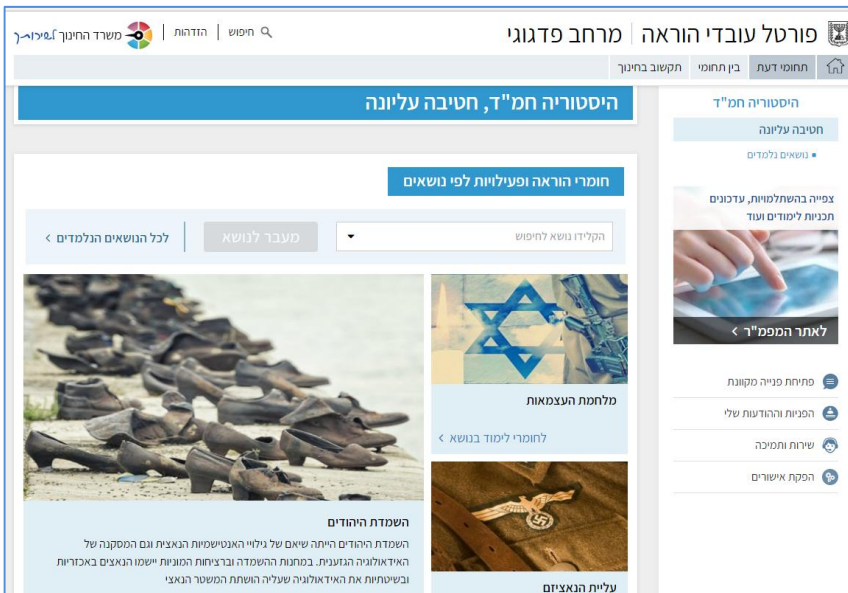 פורטל עובדי הוראה | מרחב פדגוגי
חיפוש | הזדהות | משרד החינוך לשירותך
תחומי דעת
בין תחומי
תקשוב בחינוך
היסטוריה חמ"ד
חטיבה עליונה
נושאים נלמדים
צפייה בהשתלמויות, עדכונים
תכניות לימודים ועוד
לאתר המפמ"ר >
פתיחת פנייה מקוונת
הפניות וההודעות שלי
שירות ותמיכה
הפקת אישורים
היסטוריה חמ"ד, חטיבה עליונה
חומרי הוראה ופעילויות לפי נושאים
הקלידו נושא לחיפוש
מעבר לנושא
לכל הנושאים הנלמדים >
מלחמת העצמאות
לחומרי לימוד בנושא >
עליית הנאציזם
השמדת היהודים
השמדת היהודים הייתה שיאם של גילויי האנטישמיות הנאצית וגם המסקנה של
האידאולוגיה הגזענית. במחנות ההשמדה וברציחות המוניות יישמו הנאצים באכזריות
ובשיטתיות את האידאולוגיה שעליה הושתת המשטר הנאצי